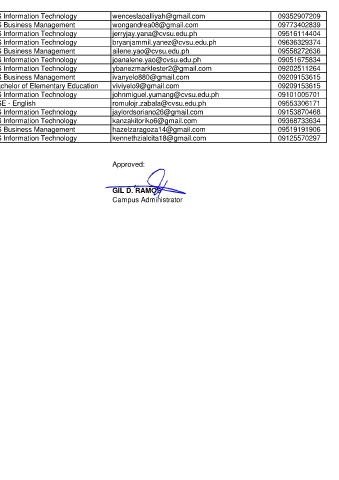 S Information Technology wenceslaoalliyah@gmail.com 09352907209
S Business Management wongandrea08@gmail.com 09773402839
S Information Technology jerryjay.yana@cvsu.edu.ph 09516114404
S Information Technology bryanjammil.yanez@cvsu.edu.ph 09636329374
S Business Management ailene.yao@cvsu.edu.ph 09558272636
S Information Technology joanalene.yao@cvsu.edu.ph 09051675834
S Information Technology ybanezmarklester2@gmail.com 09202511264
S Business Management ivanyelo880@gmail.com 09209153615
achelor of Elementary Education viviyelo9@gmail.com 09209153615
S Information Technology johnmiguel.yumang@cvsu.edu.ph 09101005701
SE - English romulojr.zabala@cvsu.edu.ph 09553306171
S Information Technology jaylordsoriano26@gmail.com 09153870468
S Information Technology kanzakiitoriko6@gmail.com 09368733634
S Business Management hazelzaragoza14@gmail.com 09519191906
S Information Technology kennethzialcita18@gmail.com 09125570297
Approved:
GIL D. RAMOS
Campus Administrator